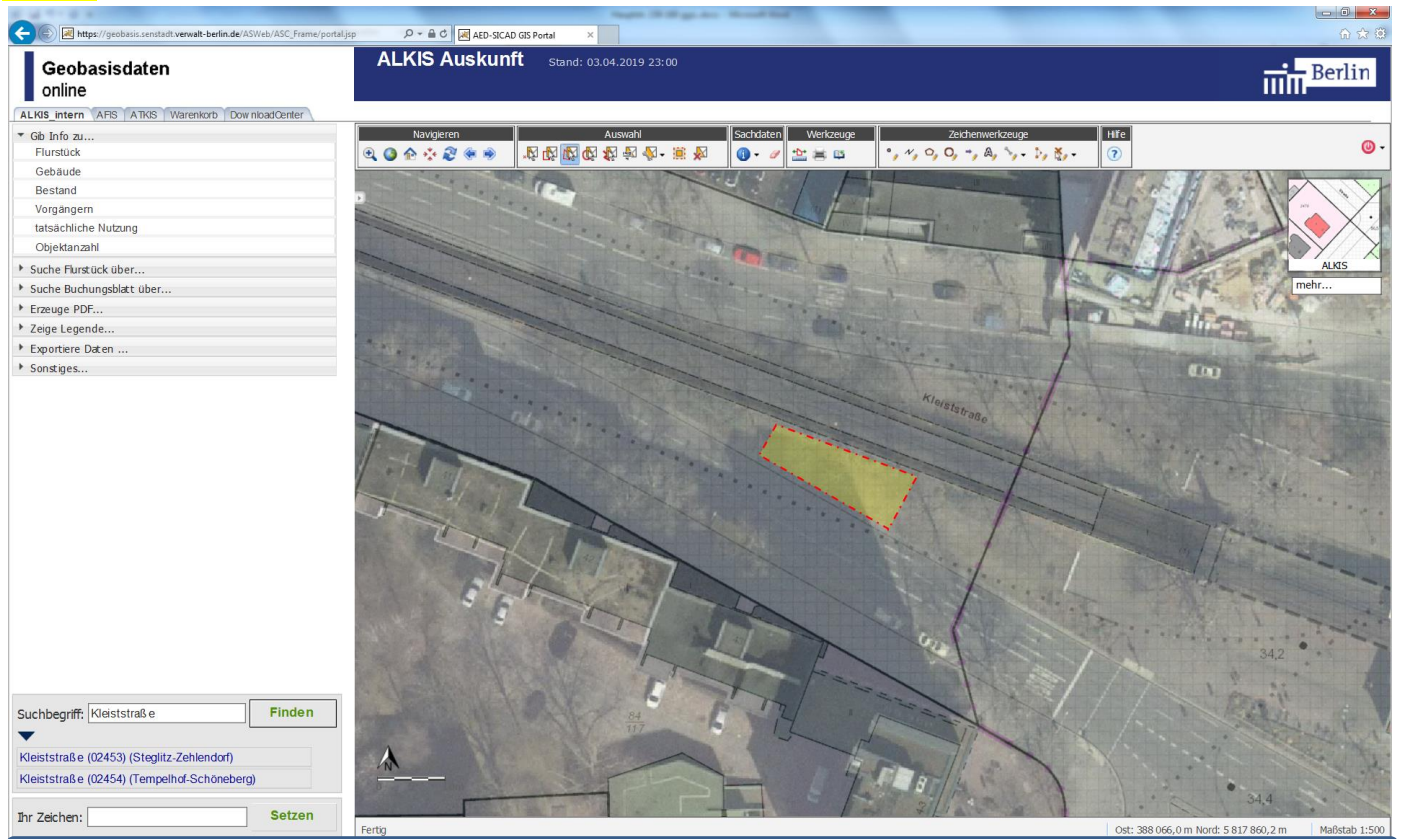 https://geobasis.senstadt.verwalt-berlin.de/ASWeb/ASC_Frame/portal.jsp
AED-SICAD GIS Portal
Geobasisdaten
online
ALKIS Auskunft Stand: 03.04.2019 23:00
Berlin
ALKIS_intern AFIS ATKIS Warenkorb DownloadCenter
Gib Info zu...
Flurstück
Gebäude
Bestand
Vorgängern
tatsächliche Nutzung
Objektanzahl
Suche Flurstück über...
Suche Buchungsblatt über...
Erzeuge PDF...
Zeige Legende...
Exportiere Daten ...
Sonstiges...
Navigieren Auswahl Sachdaten Werkzeuge Zeichenwerkzeuge Hilfe
ALKIS
mehr...
Kleiststraße
34,2
84
117
N
34,4
Suchbegriff: Kleiststraße Finden
Kleiststraße (02453) (Steglitz-Zehlendorf)
Kleiststraße (02454) (Tempelhof-Schöneberg)
Ihr Zeichen: Setzen
Fertig
Ost: 388 066,0 m Nord: 5 817 860,2 m Maßstab 1:500